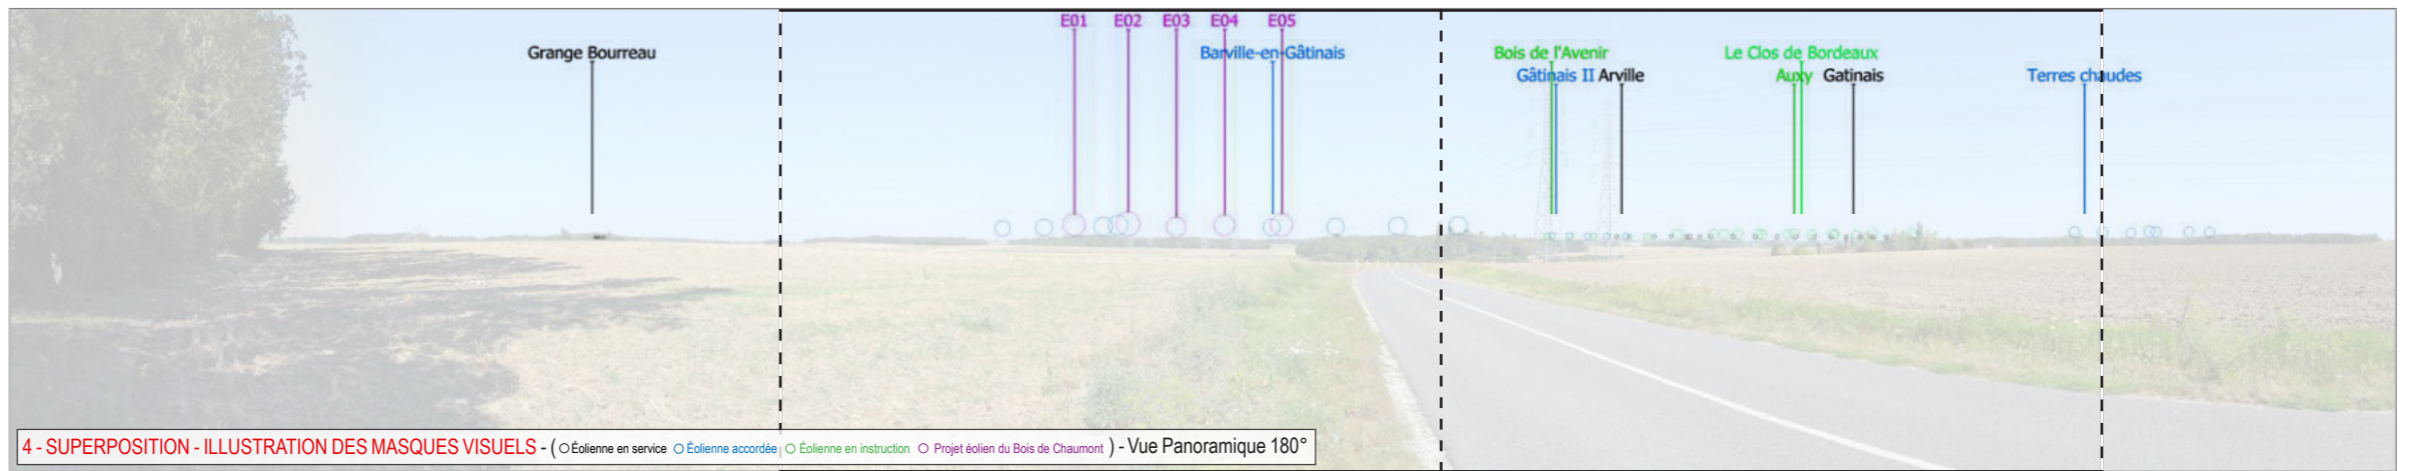 E01 E02 E03 E04 E05
Grange Bourreau Barville-en-Gâtinais Bois de l'Avenir Le Clos de Bordeaux
Gâtinais II Arville Auxy Gatinais Terres chaudes
4 - SUPERPOSITION - ILLUSTRATION DES MASQUES VISUELS - ( Éolienne en service Éolienne accordée Éolienne en instruction Projet éolien du Bois de Chaumont ) - Vue Panoramique 180°